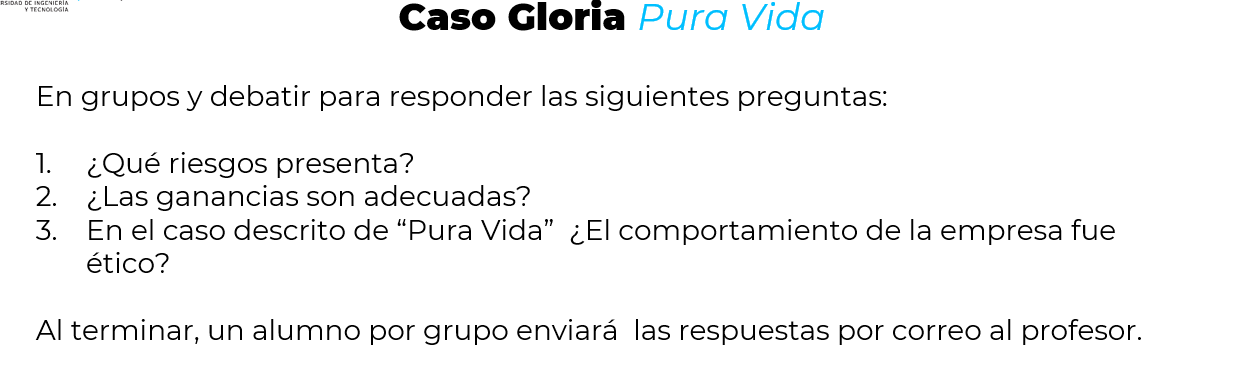 RSIDAD DE INGENIERÍA
Y TECNOLOGÍA
Caso Gloria Pura Vida
En grupos y debatir para responder las siguientes preguntas:
1. ¿Qué riesgos presenta?
2. ¿Las ganancias son adecuadas?
3. En el caso descrito de “Pura Vida” ¿El comportamiento de la empresa fue
ético?
Al terminar, un alumno por grupo enviará las respuestas por correo al profesor.